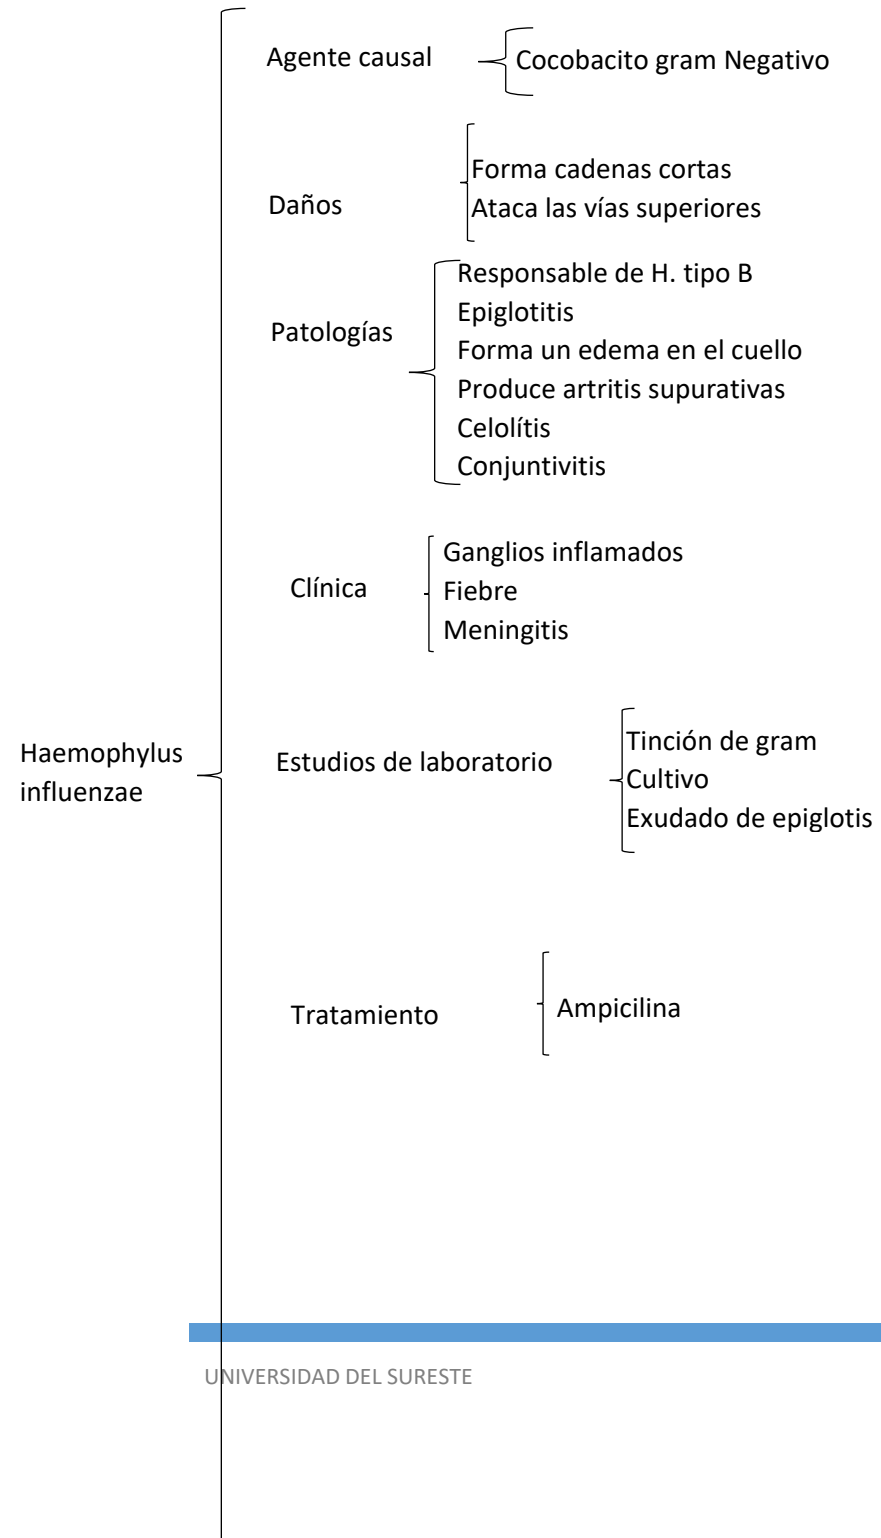 Agente causal
Cocobacito gram Negativo
Daños
Forma cadenas cortas
Ataca las vías superiores
Patologías
Responsable de H. tipo B
Epiglotitis
Forma un edema en el cuello
Produce artritis supurativas
Celolítis
Conjuntivitis
Clínica
Ganglios inflamados
Fiebre
Meningitis
Haemophylus
influenzae
Estudios de laboratorio
Tinción de gram
Cultivo
Exudado de epiglotis
Tratamiento
Ampicilina
UNIVERSIDAD DEL SURESTE